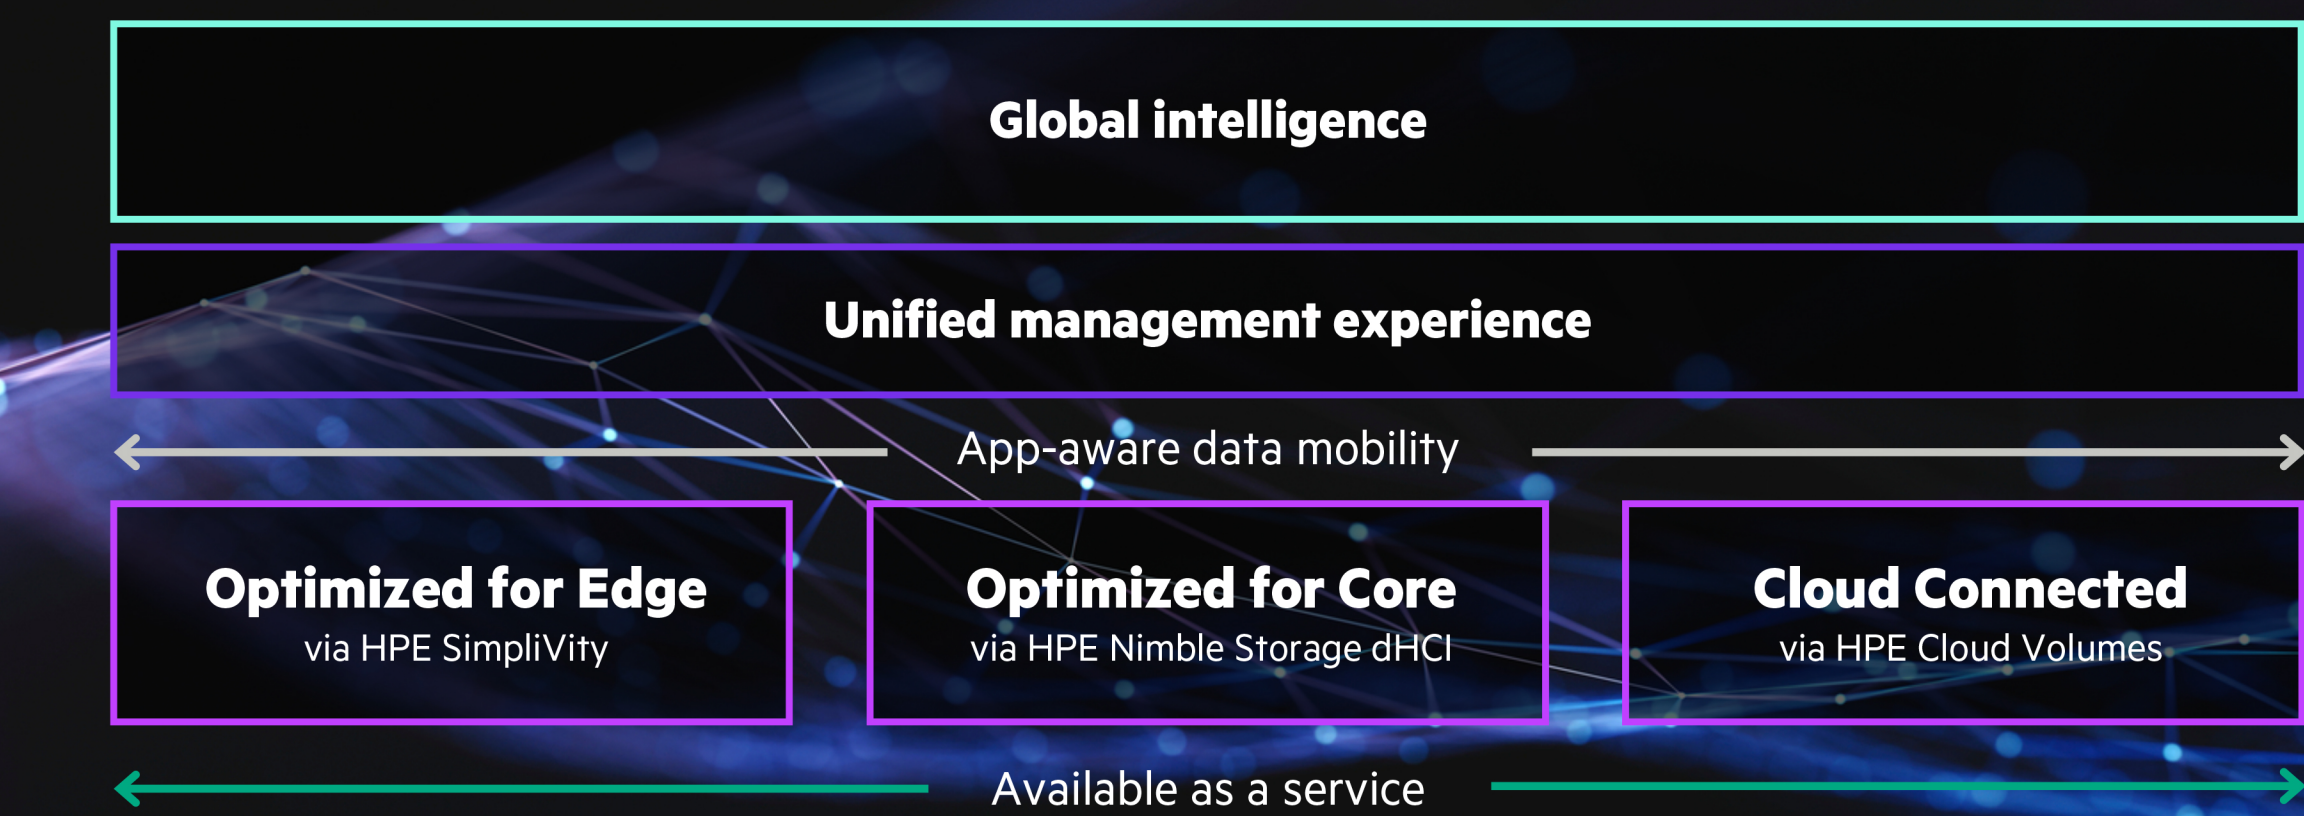 Global intelligence
Unified management experience
App-aware data mobility
Optimized for Edge
via HPE SimpliVity
Optimized for Core
via HPE Nimble Storage dHCI
Cloud Connected
via HPE Cloud Volumes
Available as a service